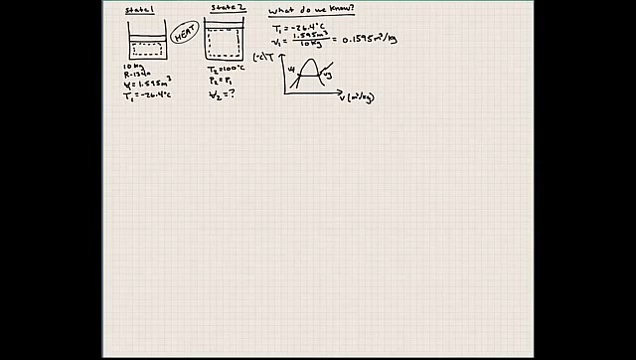 State 1
10 kg
R-134a
V = 1.595 m³
T₁ = -26.4°C
HEAT
State 2
T₂ = 100°C
P₂ = P₁
V₂ = ?
What do we know?
T₁ = -26.4°C
v₁ = 1.595m³ / 10 kg = 0.1595 m³/kg
(°C) T
vf
vg
v (m³/kg)